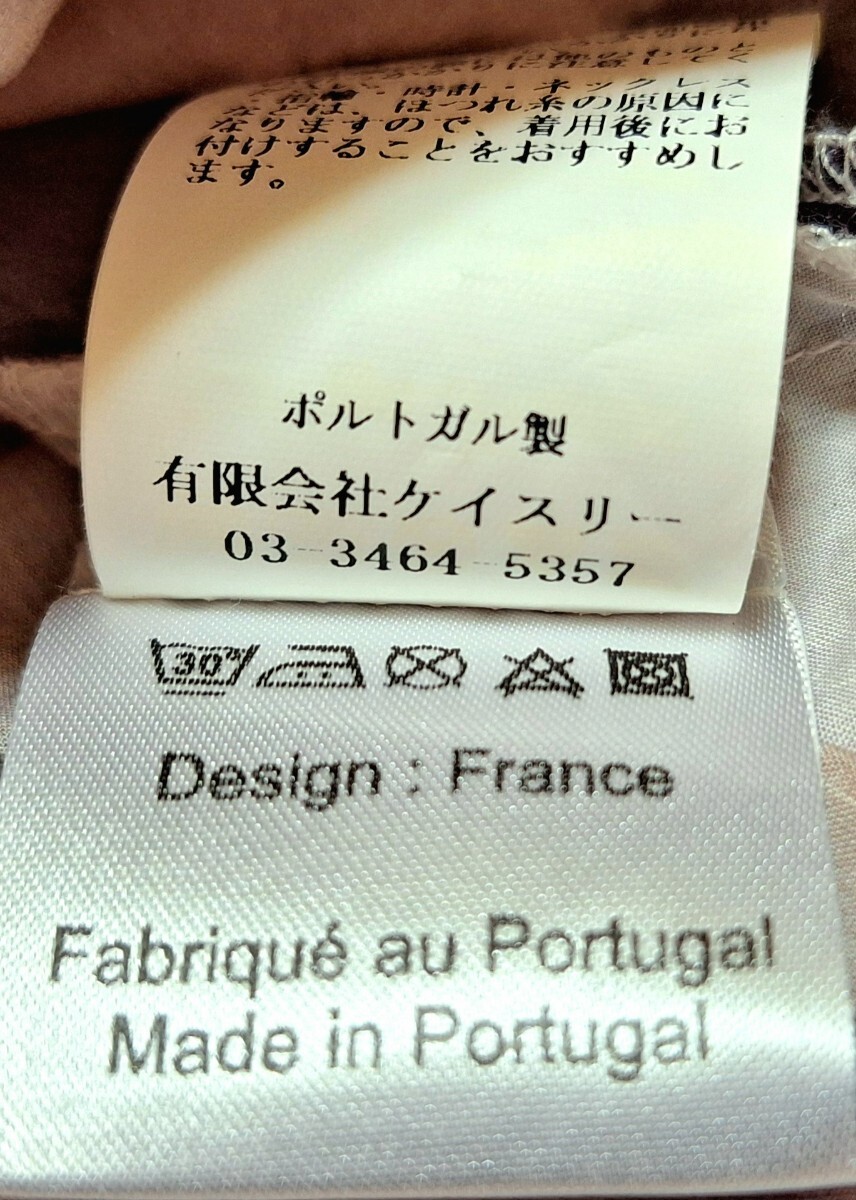 ・時計・ネックレス
は、ほつれ糸の原因に
なりますので、着用後にお
付けすることをおすすめし
ます。
ポルトガル製
有限会社ケイスリー
03-3464-5357
30°
Design : France
Fabriqué au Portugal
Made in Portugal